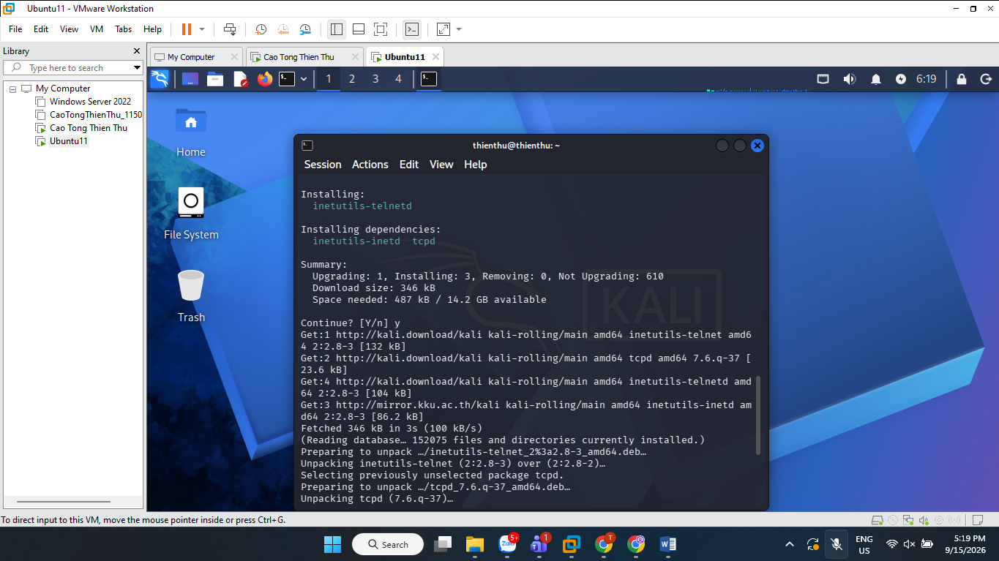 Ubuntu11 - VMware Workstation
File Edit View VM Tabs Help
Library
Type here to search
My Computer
Windows Server 2022
CaoTongThienThu_1150
Cao Tong Thien Thu
Ubuntu11
My Computer
Cao Tong Thien Thu
Ubuntu11
1 2 3 4
6:19
Home
File System
Trash
thienthu@thienthu: ~
Session Actions Edit View Help
Installing:
inetutils-telnetd
Installing dependencies:
inetutils-inetd tcpd
Summary:
Upgrading: 1, Installing: 3, Removing: 0, Not Upgrading: 610
Download size: 346 kB
Space needed: 487 kB / 14.2 GB available
Continue? [Y/n] y
Get:1 http://kali.download/kali kali-rolling/main amd64 inetutils-telnet amd6
4 2:2.8-3 [132 kB]
Get:2 http://kali.download/kali kali-rolling/main amd64 tcpd amd64 7.6.q-37 [
23.6 kB]
Get:4 http://kali.download/kali kali-rolling/main amd64 inetutils-telnetd amd
64 2:2.8-3 [104 kB]
Get:3 http://mirror.kku.ac.th/kali kali-rolling/main amd64 inetutils-inetd am
d64 2:2.8-3 [86.2 kB]
Fetched 346 kB in 3s (100 kB/s)
(Reading database… 152075 files and directories currently installed.)
Preparing to unpack …/inetutils-telnet_2%3a2.8-3_amd64.deb…
Unpacking inetutils-telnet (2:2.8-3) over (2:2.8-2)…
Selecting previously unselected package tcpd.
Preparing to unpack …/tcpd_7.6.q-37_amd64.deb…
Unpacking tcpd (7.6.q-37)…
KALI
To direct input to this VM, move the mouse pointer inside or press Ctrl+G.
Search
Zalo
5+
1
T
ENG
US
5:19 PM
9/15/2026